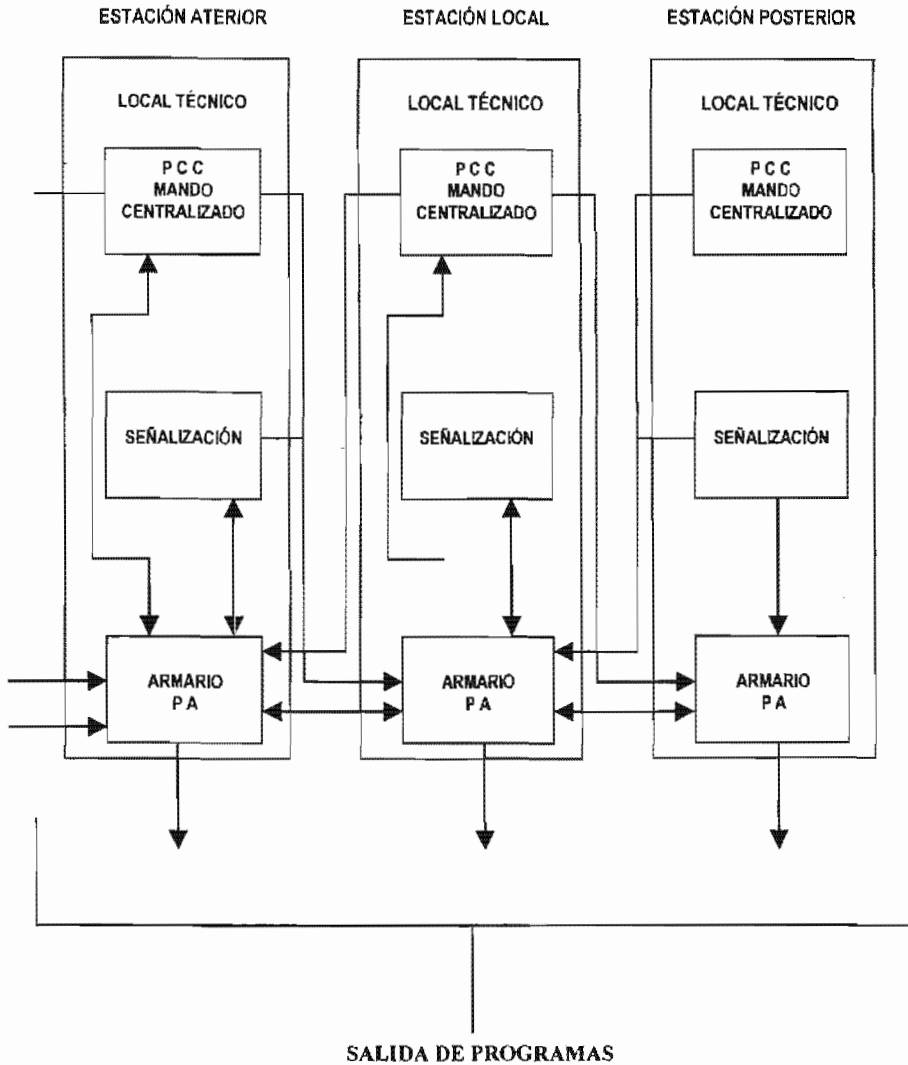 ESTACIÓN ATERIOR
ESTACIÓN LOCAL
ESTACIÓN POSTERIOR
LOCAL TÉCNICO
LOCAL TÉCNICO
LOCAL TÉCNICO
P C C
MANDO
CENTRALIZADO
P C C
MANDO
CENTRALIZADO
P C C
MANDO
CENTRALIZADO
SEÑALIZACIÓN
SEÑALIZACIÓN
SEÑALIZACIÓN
ARMARIO
P A
ARMARIO
P A
ARMARIO
P A
SALIDA DE PROGRAMAS